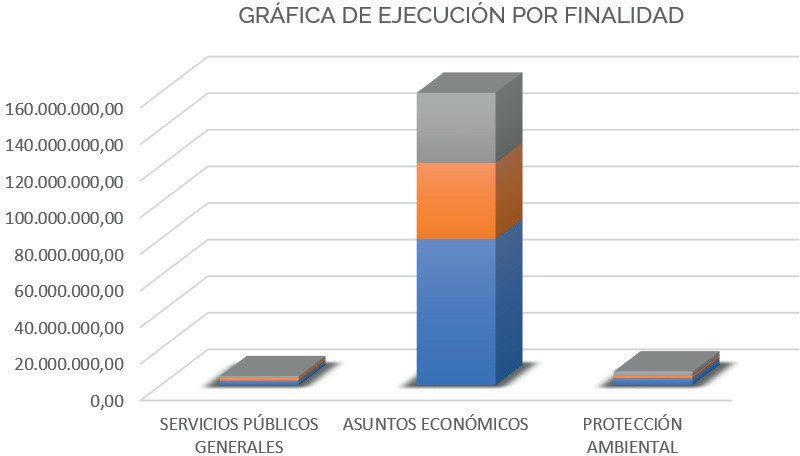 GRÁFICA DE EJECUCIÓN POR FINALIDAD
160.000.000,00
140.000.000,00
120.000.000,00
100.000.000,00
80.000.000,00
60.000.000,00
40.000.000,00
20.000.000,00
0,00
SERVICIOS PÚBLICOS
GENERALES
ASUNTOS ECONÓMICOS
PROTECCIÓN
AMBIENTAL